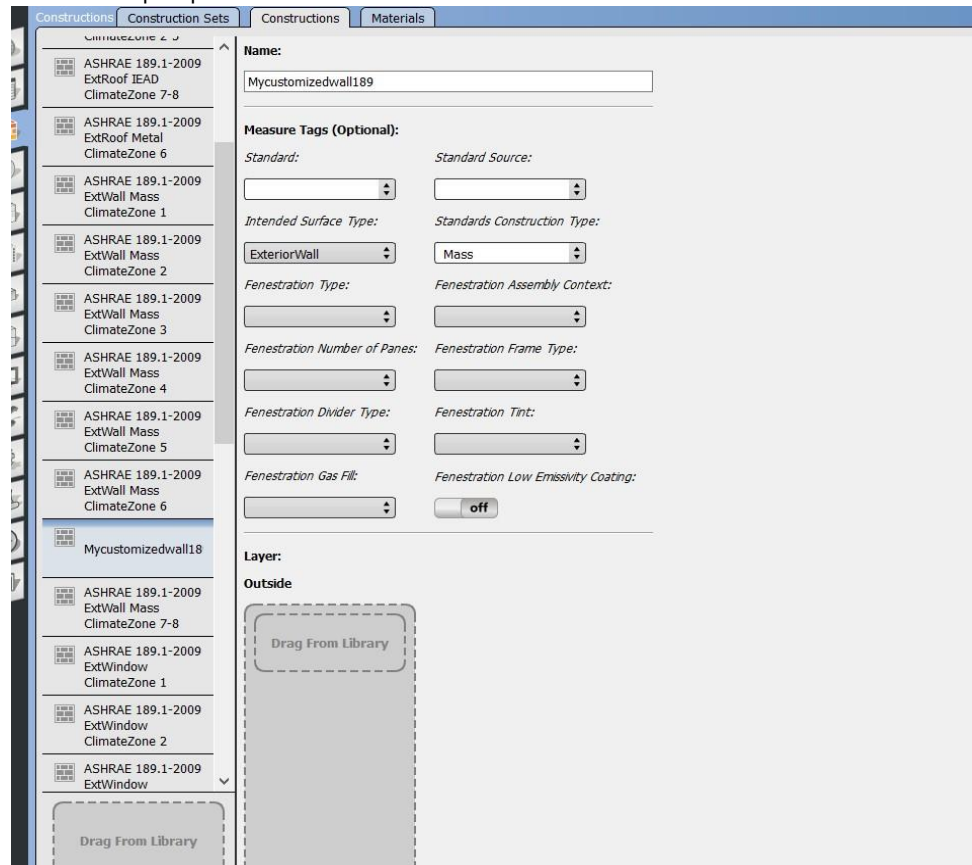 Constructions Construction Sets Constructions Materials
ASHRAE 189.1-2009
ExtRoof IEAD
ClimateZone 7-8
ASHRAE 189.1-2009
ExtRoof Metal
ClimateZone 6
ASHRAE 189.1-2009
ExtWall Mass
ClimateZone 1
ASHRAE 189.1-2009
ExtWall Mass
ClimateZone 2
ASHRAE 189.1-2009
ExtWall Mass
ClimateZone 3
ASHRAE 189.1-2009
ExtWall Mass
ClimateZone 4
ASHRAE 189.1-2009
ExtWall Mass
ClimateZone 5
ASHRAE 189.1-2009
ExtWall Mass
ClimateZone 6
Mycustomizedwall18
ASHRAE 189.1-2009
ExtWall Mass
ClimateZone 7-8
ASHRAE 189.1-2009
ExtWindow
ClimateZone 1
ASHRAE 189.1-2009
ExtWindow
ClimateZone 2
ASHRAE 189.1-2009
ExtWindow
Drag From Library
Name:
Mycustomizedwall189
Measure Tags (Optional):
Standard: Standard Source:
Intended Surface Type: Standards Construction Type:
ExteriorWall Mass
Fenestration Type: Fenestration Assembly Context:
Fenestration Number of Panes: Fenestration Frame Type:
Fenestration Divider Type: Fenestration Tint:
Fenestration Gas Fill: Fenestration Low Emissivity Coating:
off
Layer:
Outside
Drag From Library